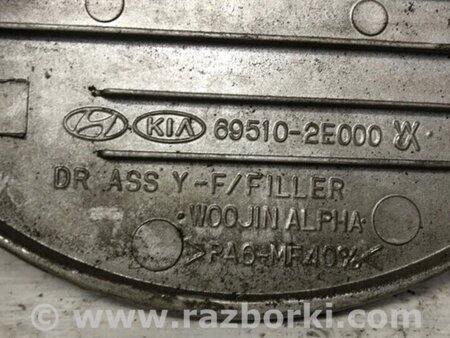 KIA 69510-2E000
DR ASS Y-F/FILLER
WOOJIN ALPHA
>PA6-MF40%<
www.razborki.com